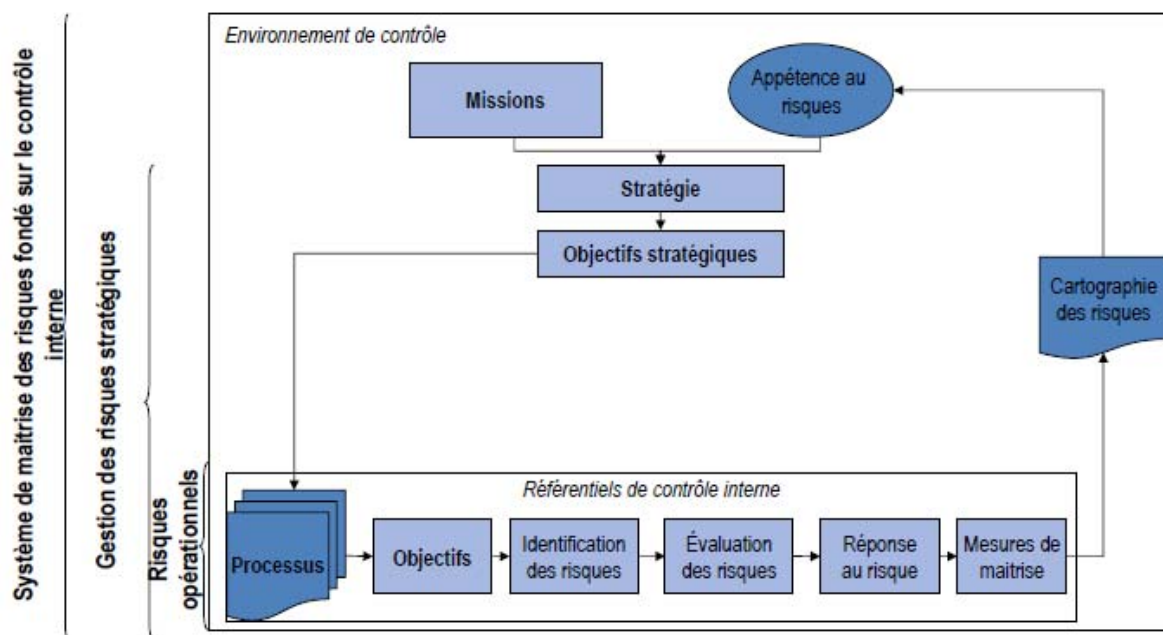 Système de maitrise des risques fondé sur le contrôle
interne
Gestion des risques stratégiques
Risques
opérationnels
Environnement de contrôle
Missions
Appétence au
risques
Stratégie
Objectifs stratégiques
Cartographie
des risques
Référentiels de contrôle interne
Processus
Objectifs
Identification
des risques
Évaluation
des risques
Réponse
au risque
Mesures de
maitrise